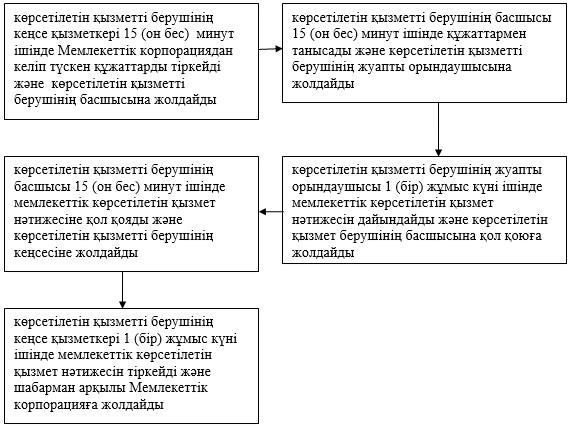 көрсетілетін қызметті берушінің
кеңсе қызметкері 15 (он бес) минут
ішінде Мемлекеттік корпорациядан
келіп түскен құжаттарды тіркейді
және көрсетілетін қызметті
берушінің басшысына жолдайды
көрсетілетін қызметті берушінің басшысы
15 (он бес) минут ішінде құжаттармен
танысады және көрсетілетін қызметті
берушінің жуапты орындаушысына
жолдайды
көрсетілетін қызметті берушінің жуапты
орындаушысы 1 (бір) жұмыс күні ішінде
мемлекеттік көрсетілетін қызмет
нәтижесін дайындайды және көрсетілетін
қызмет берушінің басшысына қол қоюға
жолдайды
көрсетілетін қызметті берушінің
басшысы 15 (он бес) минут ішінде
мемлекеттік көрсетілетін қызмет
нәтижесіне қол қояды және
көрсетілетін қызметті берушінің
кеңсесіне жолдайды
көрсетілетін қызметті берушінің
кеңсе қызметкері 1 (бір) жұмыс күні
ішінде мемлекеттік көрсетілетін
қызмет нәтижесін тіркейді және
шабарман арқылы Мемлекеттік
корпорацияға жолдайды